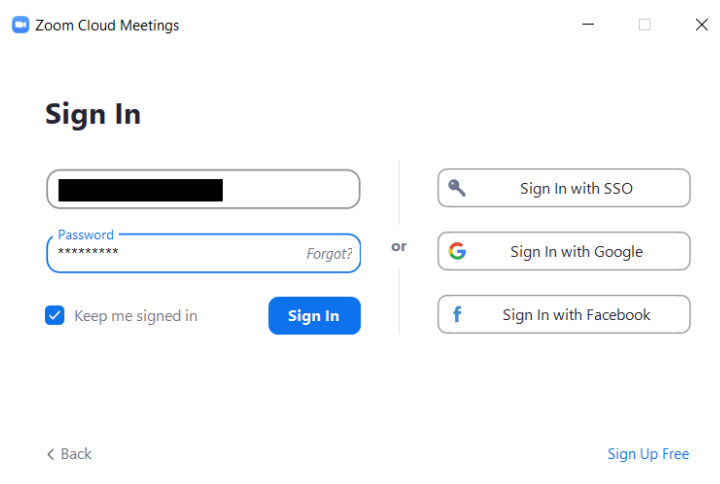 Zoom Cloud Meetings
Sign In
Password
*********
Forgot?
Keep me signed in
Sign In
or
Sign In with SSO
Sign In with Google
Sign In with Facebook
Back
Sign Up Free